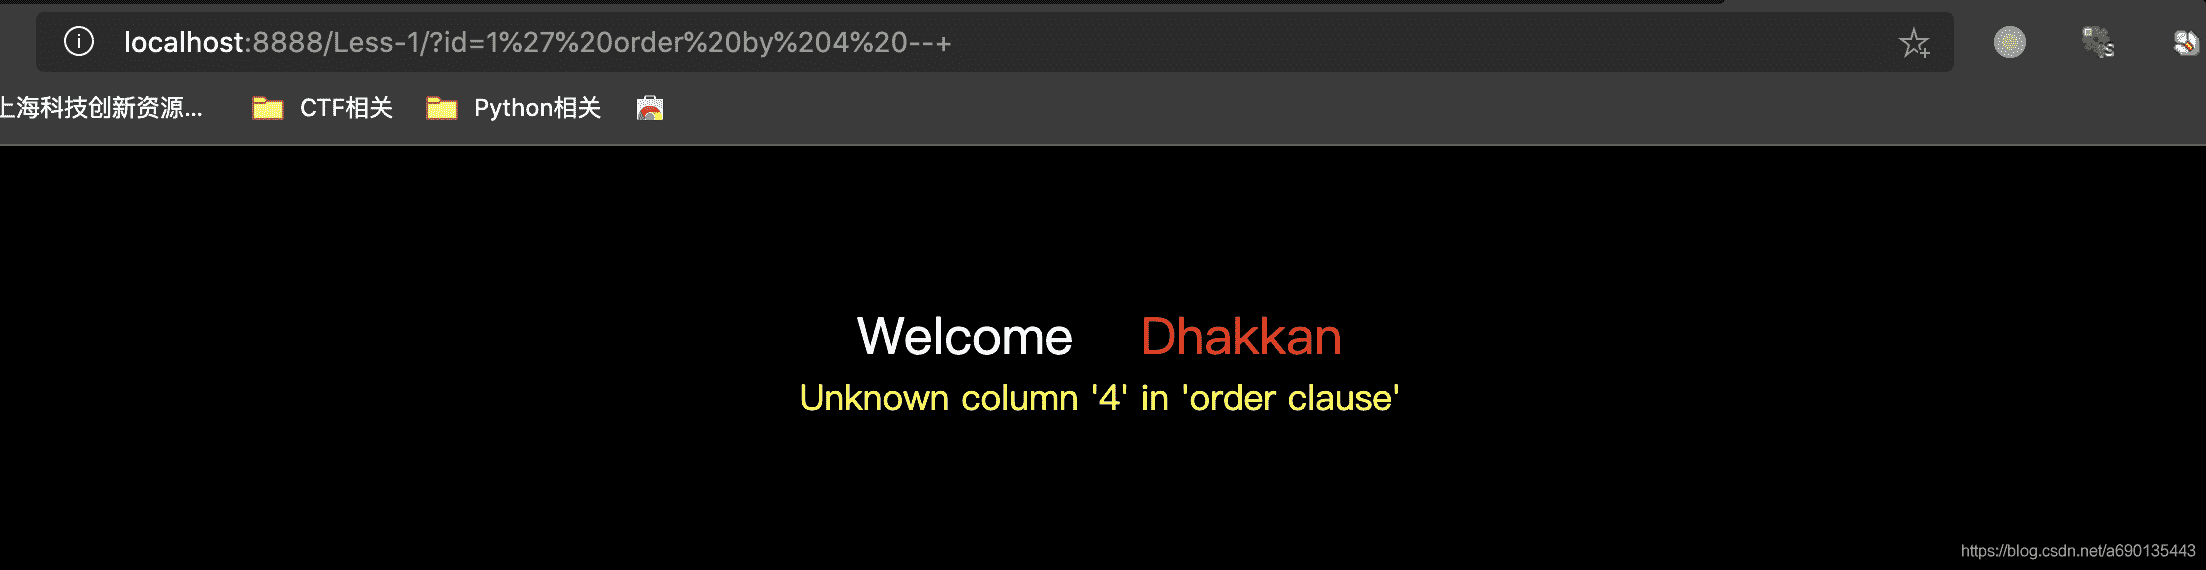 localhost:8888/Less-1/?id=1%27%20order%20by%204%20--+
上海科技创新资源... CTF相关 Python相关
Welcome Dhakkan
Unknown column '4' in 'order clause'
https://blog.csdn.net/a690135443